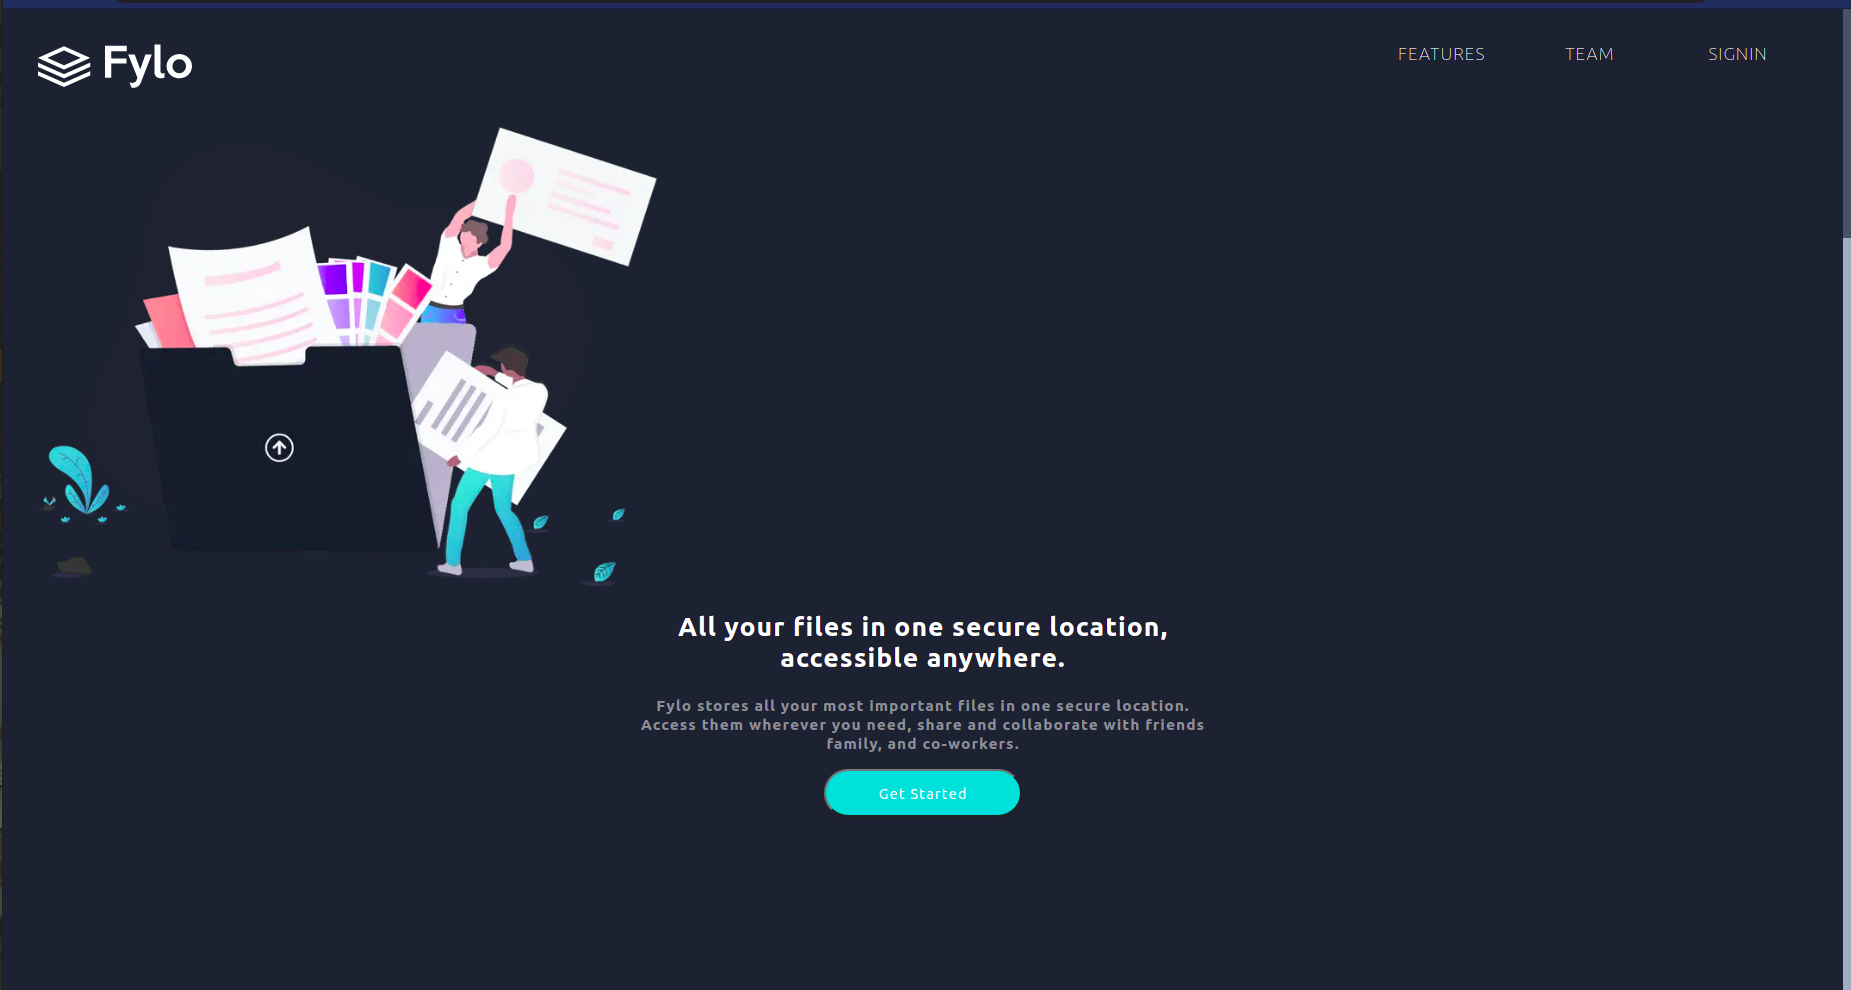 Fylo
FEATURES
TEAM
SIGNIN
All your files in one secure location,
accessible anywhere.
Fylo stores all your most important files in one secure location.
Access them wherever you need, share and collaborate with friends
family, and co-workers.
Get Started